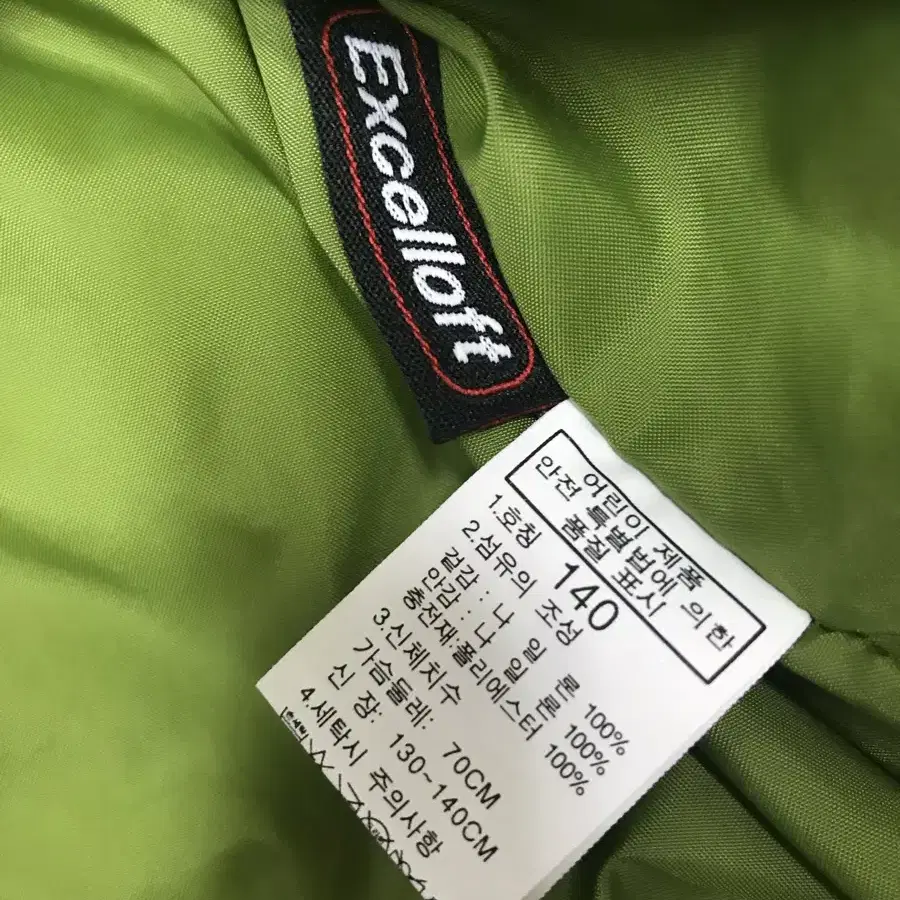 Excelloft
어린이 제품
안전 특별법에 의한
품질 표시
1.호칭 140
2.섬유의 조성
겉감 : 나 일 론 100%
안감 : 나 일 론 100%
충전재:폴리에스터 100%
3.신체치수
가슴둘레: 70CM
신 장: 130~140CM
4.세탁시 주의사항